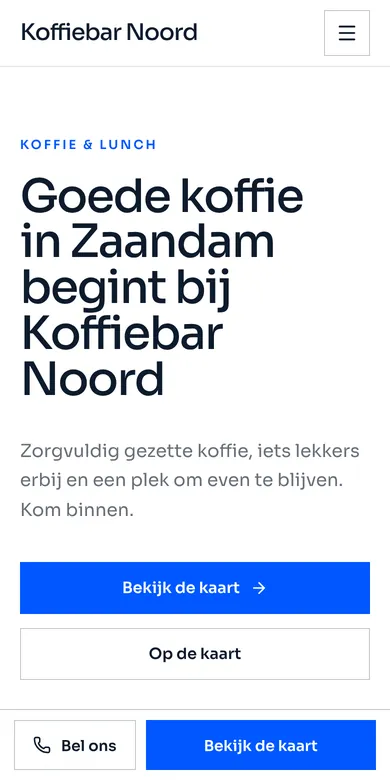 Koffiebar Noord
KOFFIE & LUNCH
Goede koffie
in Zaandam
begint bij
Koffiebar
Noord
Zorgvuldig gezette koffie, iets lekkers
erbij en een plek om even te blijven.
Kom binnen.
Bekijk de kaart →
Op de kaart
Bel ons
Bekijk de kaart